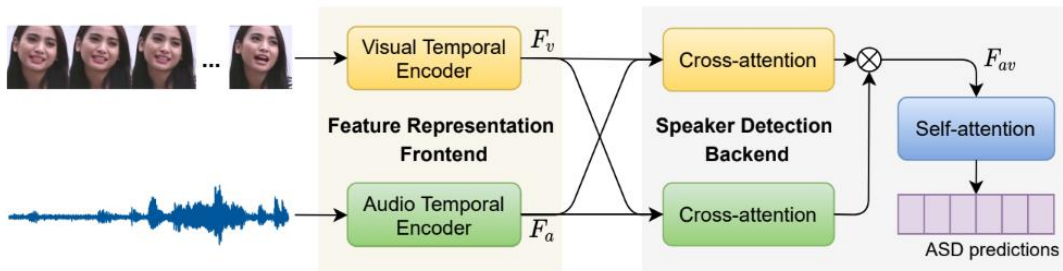 ...
Visual Temporal
Encoder
F_v
Cross-attention
F_av
Feature Representation
Frontend
Speaker Detection
Backend
Self-attention
Audio Temporal
Encoder
F_a
Cross-attention
ASD predictions